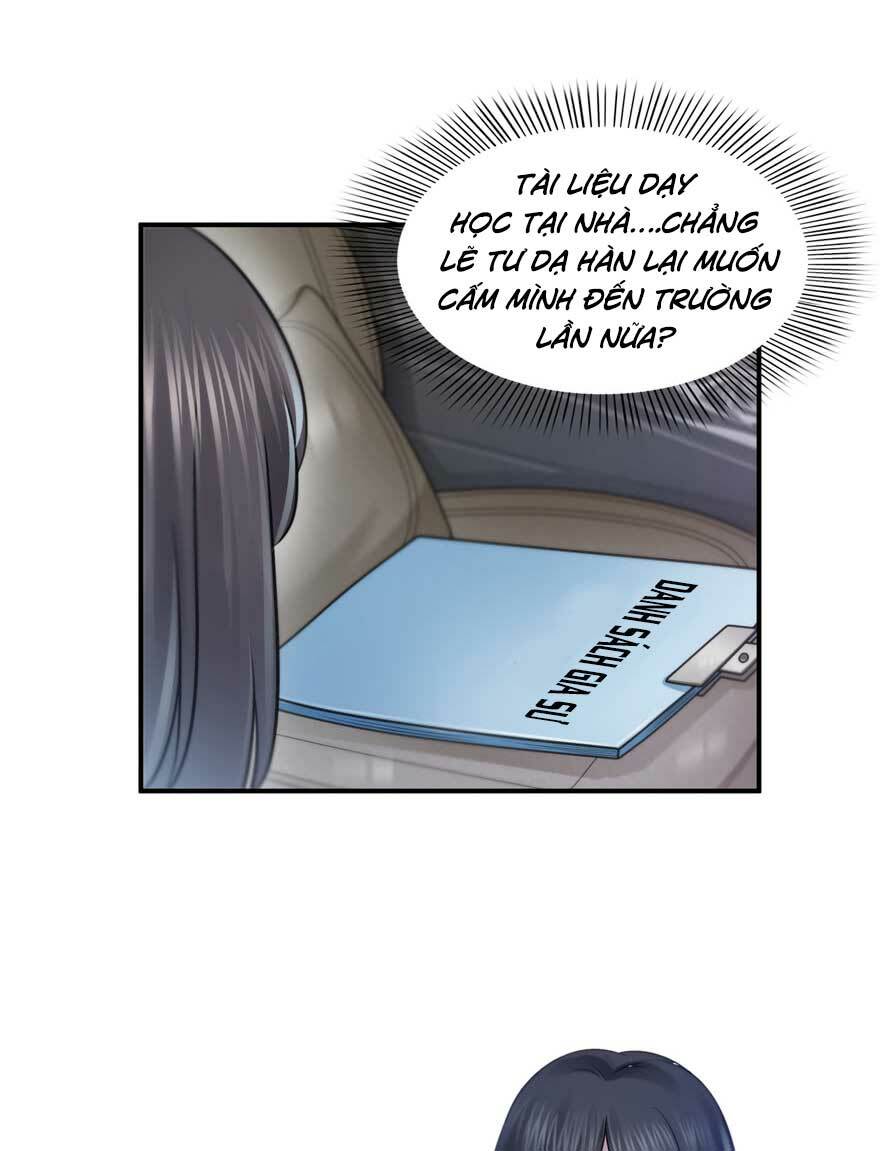 TÀI LIỆU DẠY
HỌC TẠI NHÀ....CHẲNG
LẼ TƯ DẠ HÀN LẠI MUỐN
CẤM MÌNH ĐẾN TRƯỜNG
LẦN NỮA?
DANH SÁCH GIA SƯ